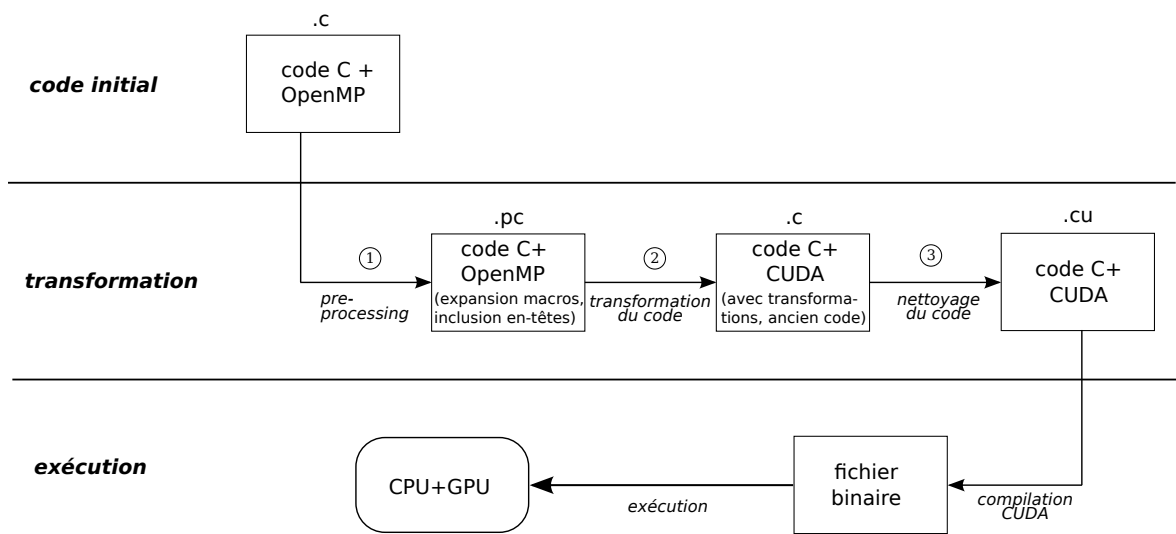 .c
code C +
OpenMP
code initial
.pc
.c
.cu
code C+
OpenMP
(expansion macros,
inclusion en-têtes)
code C+
CUDA
(avec transforma-
tions, ancien code)
code C+
CUDA
1
2
3
transformation
pre-
processing
transformation
du code
nettoyage
du code
exécution
CPU+GPU
exécution
fichier
binaire
compilation
CUDA